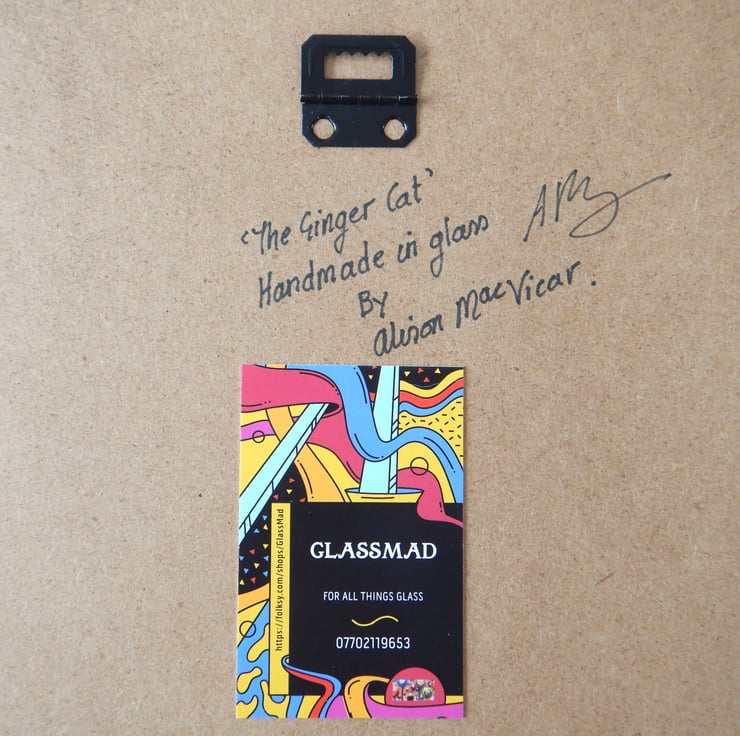 'The Ginger Cat'
Handmade in glass
By
Alison MacVicar.
https://folksy.com/shops/GlassMad
GLASSMAD
FOR ALL THINGS GLASS
07702119653